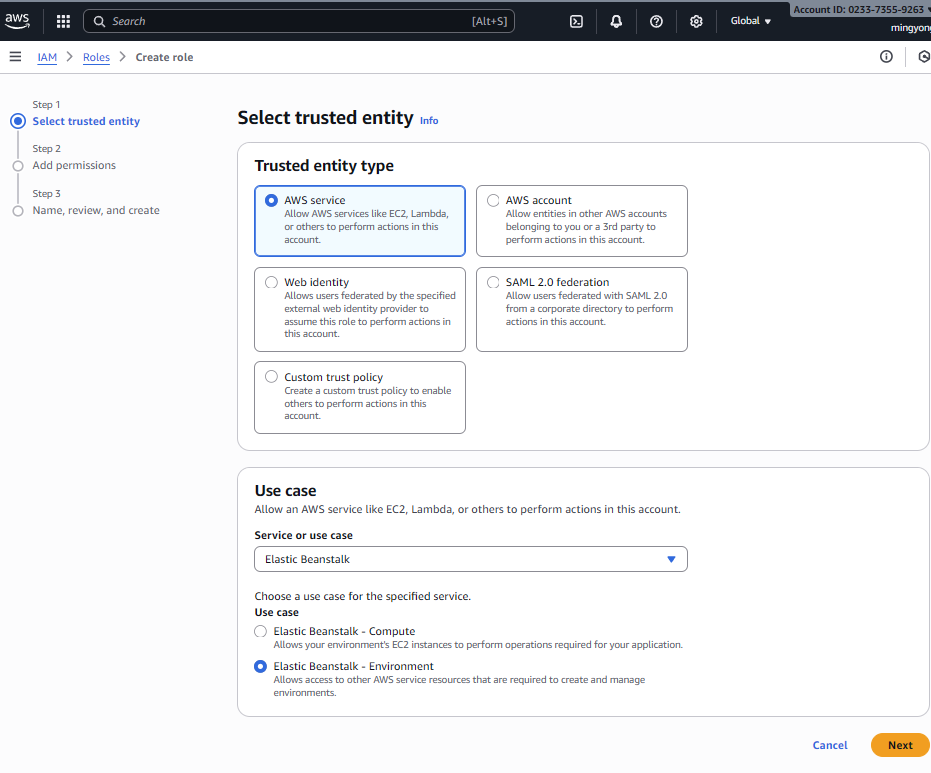 aws
Search
[Alt+S]
Global
Account ID: 0233-7355-9263
IAM
Roles
Create role
Step 1
Select trusted entity
Step 2
Add permissions
Step 3
Name, review, and create
Select trusted entity Info
Trusted entity type
AWS service
Allow AWS services like EC2, Lambda,
or others to perform actions in this
account.
AWS account
Allow entities in other AWS accounts
belonging to you or a 3rd party to
perform actions in this account.
Web identity
Allows users federated by the specified
external web identity provider to
assume this role to perform actions in
this account.
SAML 2.0 federation
Allow users federated with SAML 2.0
from a corporate directory to perform
actions in this account.
Custom trust policy
Create a custom trust policy to enable
others to perform actions in this
account.
Use case
Allow an AWS service like EC2, Lambda, or others to perform actions in this account.
Service or use case
Elastic Beanstalk
Choose a use case for the specified service.
Use case
Elastic Beanstalk - Compute
Allows your environment's EC2 instances to perform operations required for your application.
Elastic Beanstalk - Environment
Allows access to other AWS service resources that are required to create and manage
environments.
Cancel
Next